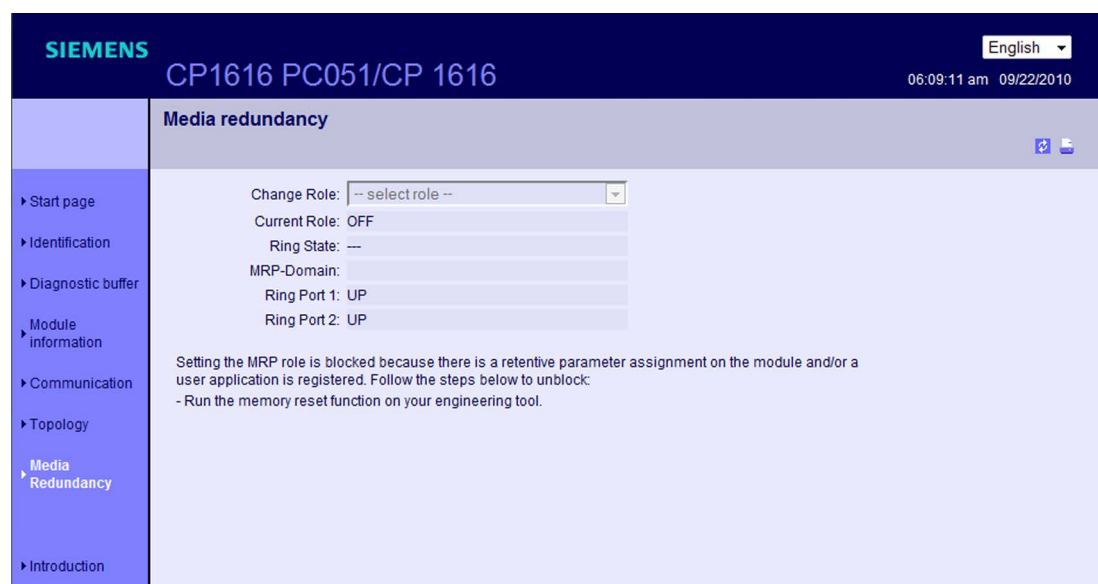 SIEMENS
English
CP1616 PC051/CP 1616
06:09:11 am 09/22/2010
Media redundancy
Start page
Identification
Diagnostic buffer
Module
information
Communication
Topology
Media
Redundancy
Introduction
Change Role: -- select role --
Current Role: OFF
Ring State: ---
MRP-Domain:
Ring Port 1: UP
Ring Port 2: UP
Setting the MRP role is blocked because there is a retentive parameter assignment on the module and/or a
user application is registered. Follow the steps below to unblock:
- Run the memory reset function on your engineering tool.